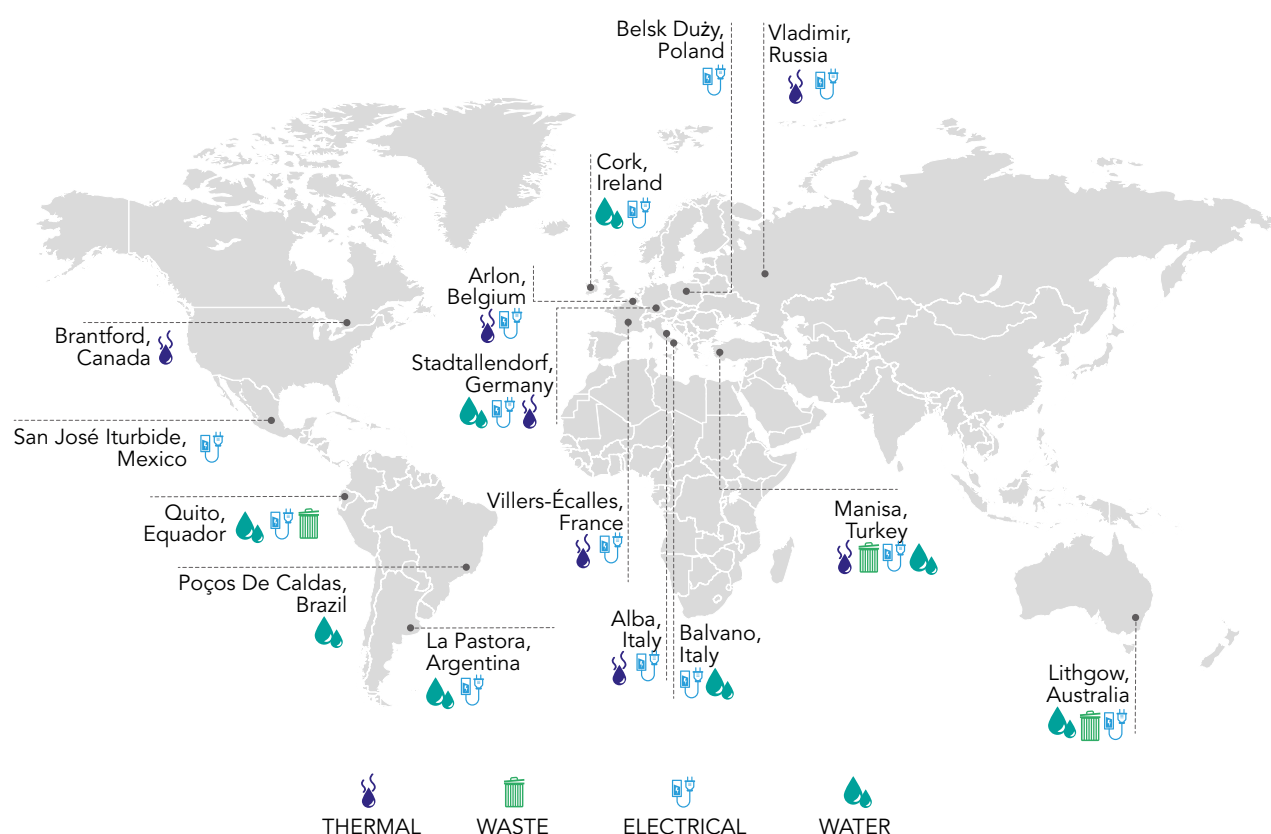 Belsk Duży,
Poland
Vladimir,
Russia
Cork,
Ireland
Arlon,
Belgium
Brantford,
Canada
Stadtallendorf,
Germany
San José Iturbide,
Mexico
Quito,
Equador
Villers-Écalles,
France
Manisa,
Turkey
Poços De Caldas,
Brazil
La Pastora,
Argentina
Alba,
Italy
Balvano,
Italy
Lithgow,
Australia
THERMAL
WASTE
ELECTRICAL
WATER